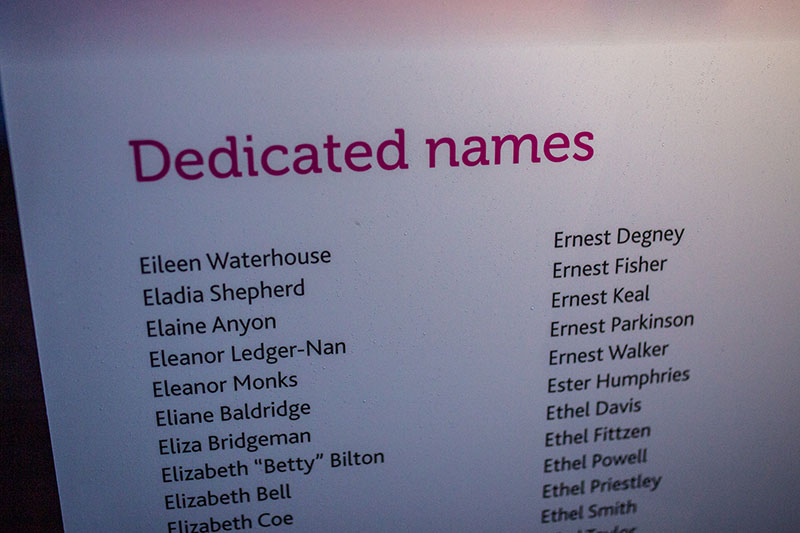 Dedicated names
Eileen Waterhouse
Eladia Shepherd
Elaine Anyon
Eleanor Ledger-Nan
Eleanor Monks
Eliane Baldridge
Eliza Bridgeman
Elizabeth “Betty” Bilton
Elizabeth Bell
Elizabeth Coe
Ernest Degney
Ernest Fisher
Ernest Keal
Ernest Parkinson
Ernest Walker
Ester Humphries
Ethel Davis
Ethel Fittzen
Ethel Powell
Ethel Priestley
Ethel Smith